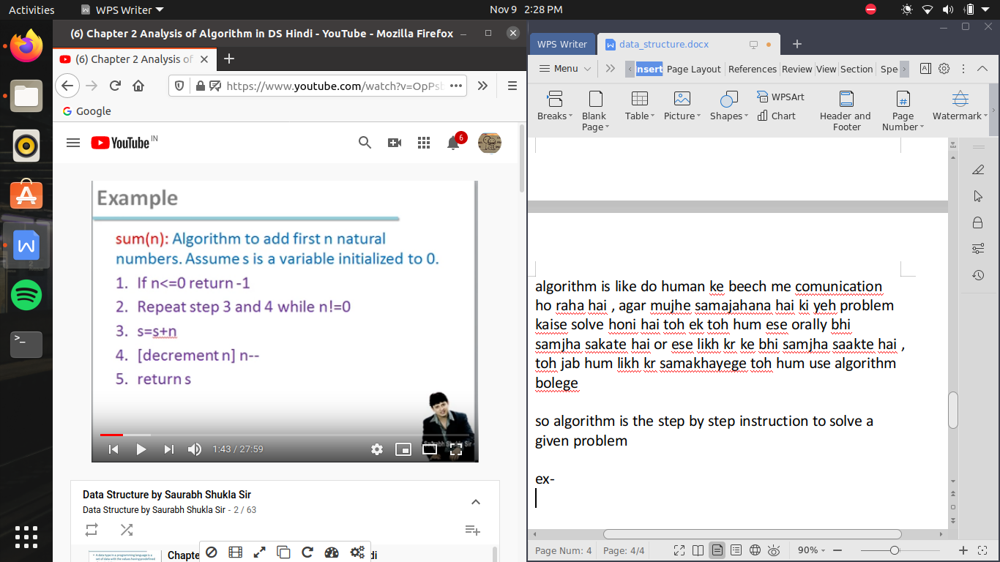 Activities
WPS Writer
Nov 9 2:28 PM
(6) Chapter 2 Analysis of Algorithm in DS Hindi - YouTube - Mozilla Firefox
(6) Chapter 2 Analysis of
https://www.youtube.com/watch?v=OpPsl
Google
YouTube IN
6
Example
sum(n): Algorithm to add first n natural
numbers. Assume s is a variable initialized to 0.
1. If n<=0 return -1
2. Repeat step 3 and 4 while n!=0
3. s=s+n
4. [decrement n] n--
5. return s
1:43 / 27:59
Data Structure by Saurabh Shukla Sir
Data Structure by Saurabh Shukla Sir - 2 / 63
Chapte
di
WPS Writer
data_structure.docx
Menu
Insert
Page Layout
References
Review
View
Section
Spe
Breaks
Blank
Page
Table
Picture
Shapes
WPSArt
Chart
Header and
Footer
Page
Number
Watermark
algorithm is like do human ke beech me comunication
ho raha hai , agar mujhe samajahana hai ki yeh problem
kaise solve honi hai toh ek toh hum ese orally bhi
samjha sakate hai or ese likh kr ke bhi samjha saakte hai ,
toh jab hum likh kr samakhayege toh hum use algorithm
bolege
so algorithm is the step by step instruction to solve a
given problem
ex-
Page Num: 4
Page: 4/4
90%